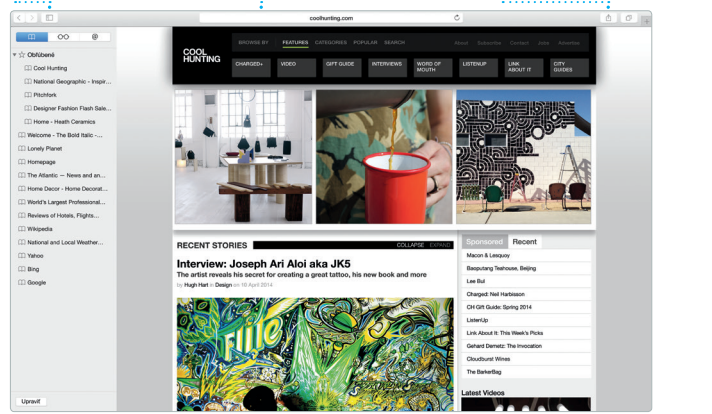 coolhunting.com
Obľúbené
Cool Hunting
National Geographic - Inspir...
Pitchfork
Designer Fashion Flash Sale...
Home - Heath Ceramics
Welcome - The Bold Italic -...
Lonely Planet
Homepage
The Atlantic — News and an...
Home Decor - Home Decorat...
World's Largest Professional...
Reviews of Hotels, Flights...
Wikipedia
National and Local Weather...
Yahoo
Bing
Google
Upraviť
COOL
HUNTING
BROWSE BY FEATURES CATEGORIES POPULAR SEARCH
About Subscribe Contact Jobs Advertise
CHARGED+ VIDEO GIFT GUIDE INTERVIEWS WORD OF MOUTH LISTENUP LINK ABOUT IT CITY GUIDES
RECENT STORIES COLLAPSE EXPAND
Interview: Joseph Ari Aloi aka JK5
The artist reveals his secret for creating a great tattoo, his new book and more
by Hugh Hart in Design on 16 April 2014
Flite
Sponsored Recent
Macon & Lesquoy
Baoputang Teahouse, Beijing
Lee Bul
Charged: Neil Harbisson
CH Gift Guide: Spring 2014
ListenUp
Link About It: This Week's Picks
Gehard Demetz: The Invocation
Cloudburst Wines
The BarkerBag
Latest Videos